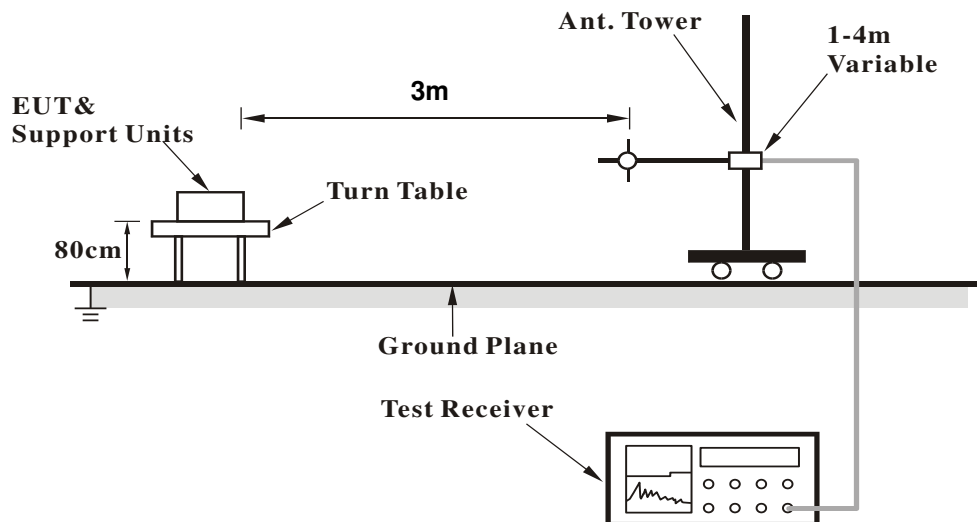 Ant. Tower
1-4m
Variable
3m
EUT&
Support Units
Turn Table
80cm
Ground Plane
Test Receiver